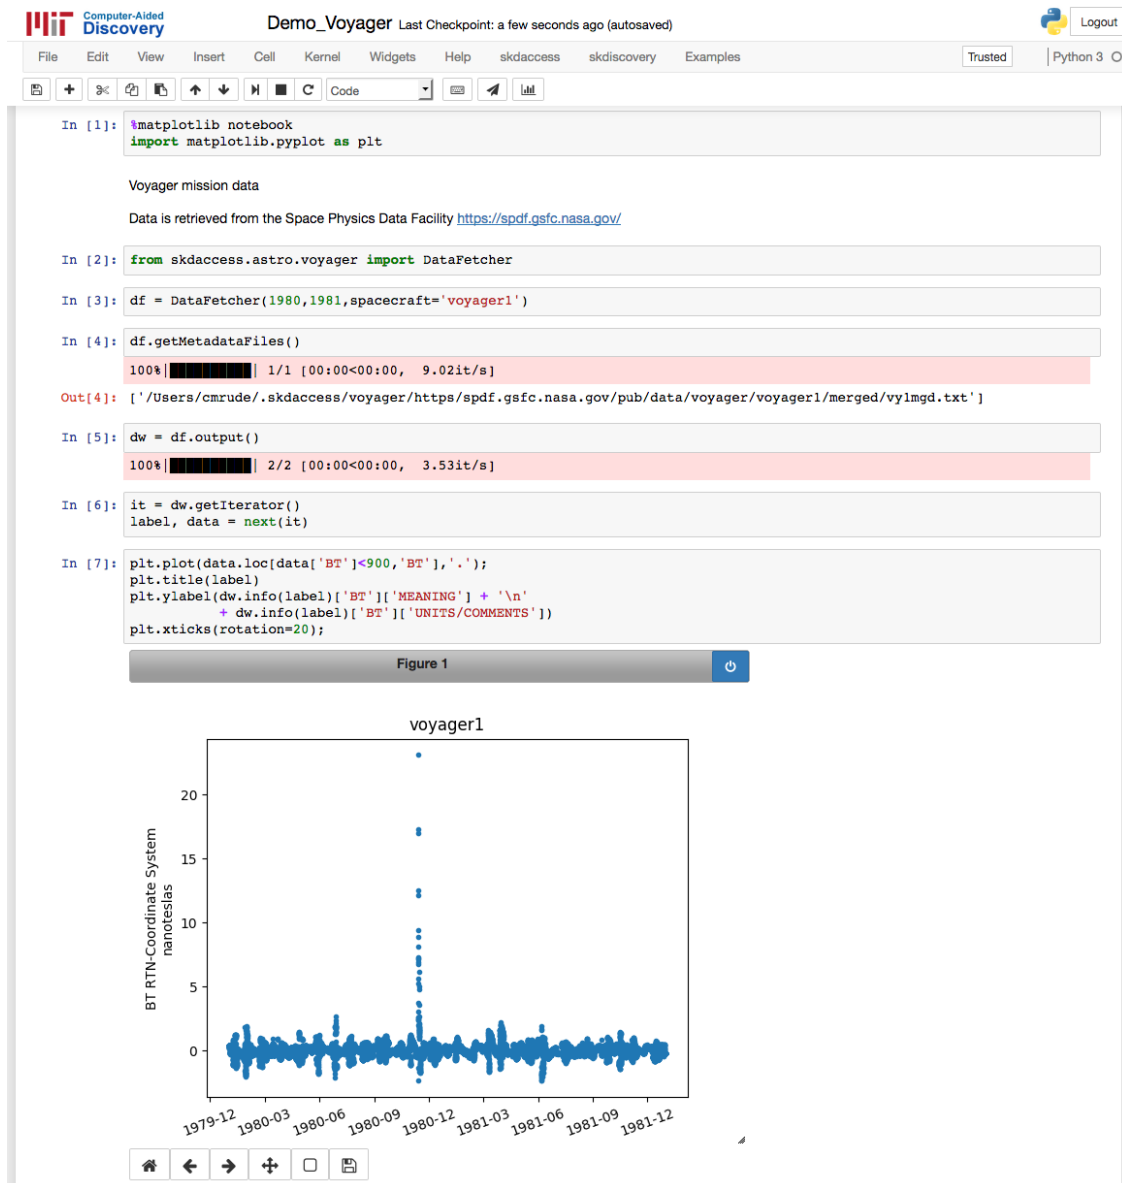 MIT Computer-Aided Discovery
Demo_Voyager Last Checkpoint: a few seconds ago (autosaved)
Logout
File Edit View Insert Cell Kernel Widgets Help skdaccess skdiscovery Examples
Trusted
Python 3
Code
In [1]: %matplotlib notebook
import matplotlib.pyplot as plt
Voyager mission data
Data is retrieved from the Space Physics Data Facility https://spdf.gsfc.nasa.gov/
In [2]: from skdaccess.astro.voyager import DataFetcher
In [3]: df = DataFetcher(1980,1981,spacecraft='voyager1')
In [4]: df.getMetadataFiles()
100%|██████████| 1/1 [00:00<00:00, 9.02it/s]
Out[4]: ['/Users/cmrude/.skdaccess/voyager/https/spdf.gsfc.nasa.gov/pub/data/voyager/voyager1/merged/vy1mgd.txt']
In [5]: dw = df.output()
100%|██████████| 2/2 [00:00<00:00, 3.53it/s]
In [6]: it = dw.getIterator()
label, data = next(it)
In [7]: plt.plot(data.loc[data['BT']<900,'BT'],'.');
plt.title(label)
plt.ylabel(dw.info(label)['BT']['MEANING'] + '\n'
+ dw.info(label)['BT']['UNITS/COMMENTS'])
plt.xticks(rotation=20);
Figure 1
voyager1
BT RTN-Coordinate System
nanoteslas
20
15
10
5
0
1979-12 1980-03 1980-06 1980-09 1980-12 1981-03 1981-06 1981-09 1981-12